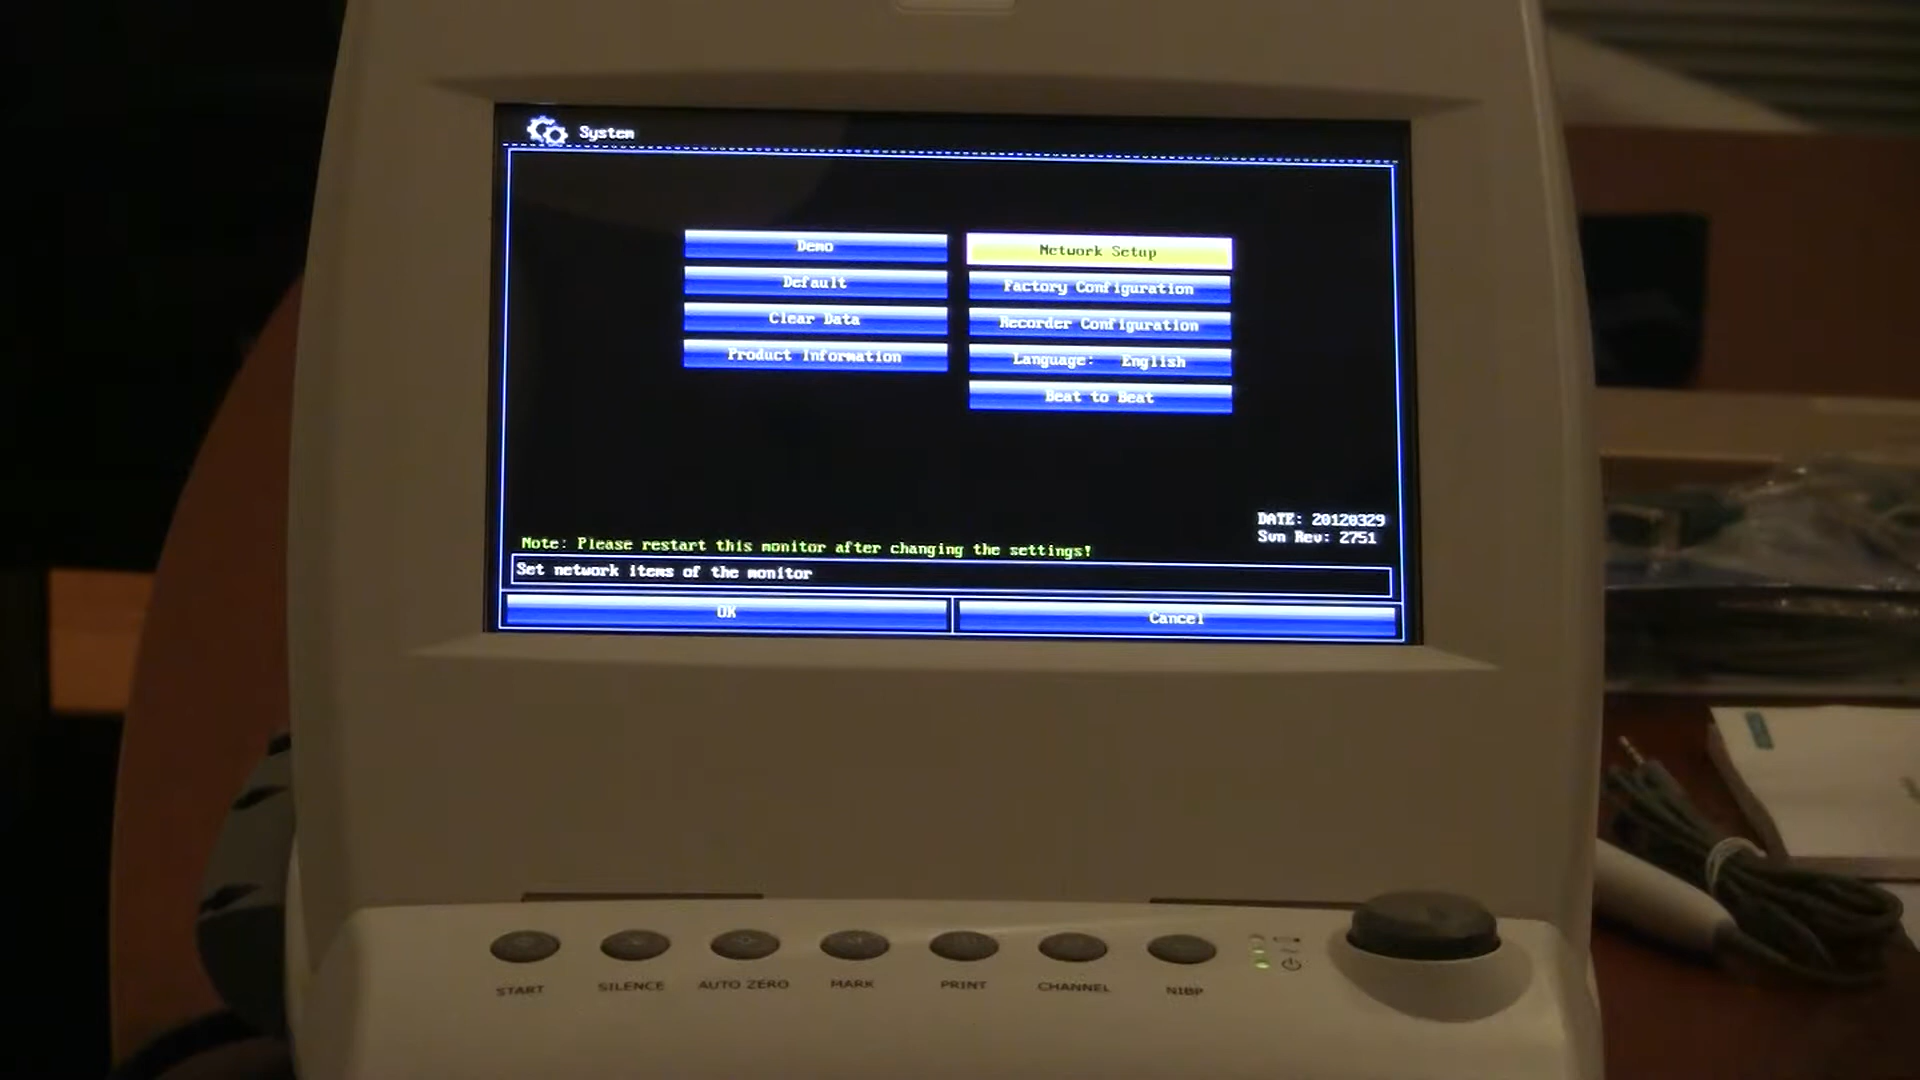 System
Demo
Network Setup
Default
Factory Configuration
Clear Data
Recorder Configuration
Product Information
Language: English
Beat to Beat
DATE: 20120329
Svn Rev: 2751
Note: Please restart this monitor after changing the settings!
Set network items of the monitor
OK
Cancel
START
SILENCE
AUTO ZERO
MARK
PRINT
CHANNEL
NIBP